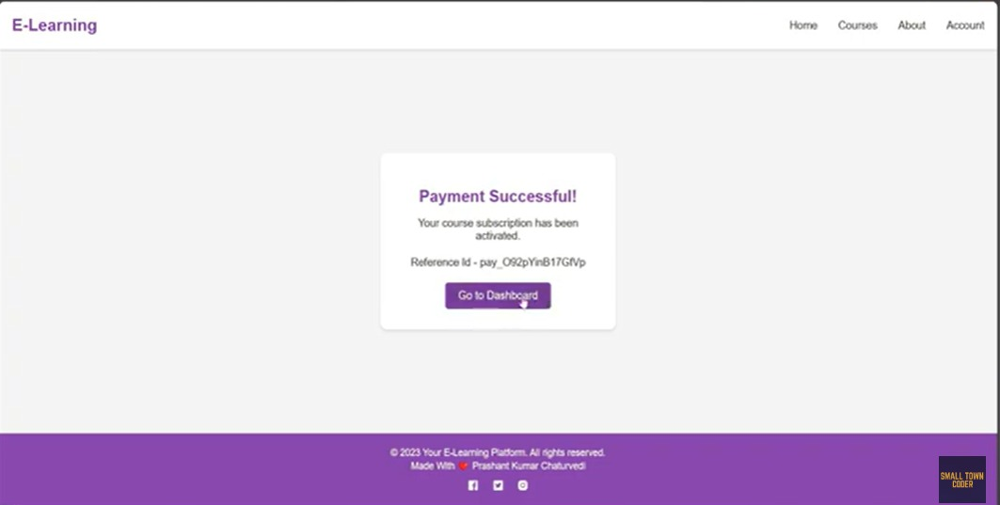 E-Learning
Home Courses About Account
Payment Successful!
Your course subscription has been
activated.
Reference Id - pay_O92pYinB17GfVp
Go to Dashboard
© 2023 Your E-Learning Platform. All rights reserved.
Made With ❤️ Prashant Kumar Chaturvedi
SMALL TOWN
CODER